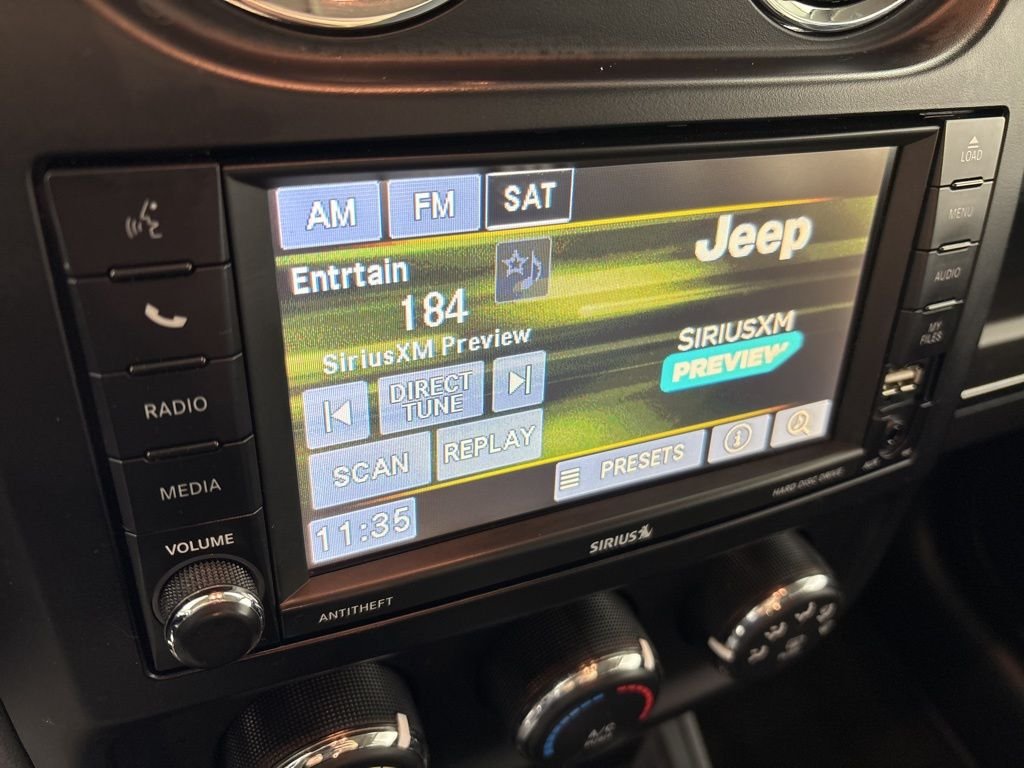 LOAD
MENU
AUDIO
MY
FILES
RADIO
MEDIA
VOLUME
ANTITHEFT
AM
FM
SAT
Entrtain
184
SiriusXM Preview
DIRECT
TUNE
SCAN
REPLAY
11:35
PRESETS
Jeep
SIRIUSXM
PREVIEW
SIRIUS
HARD DISC DRIVE
AUX
A/C